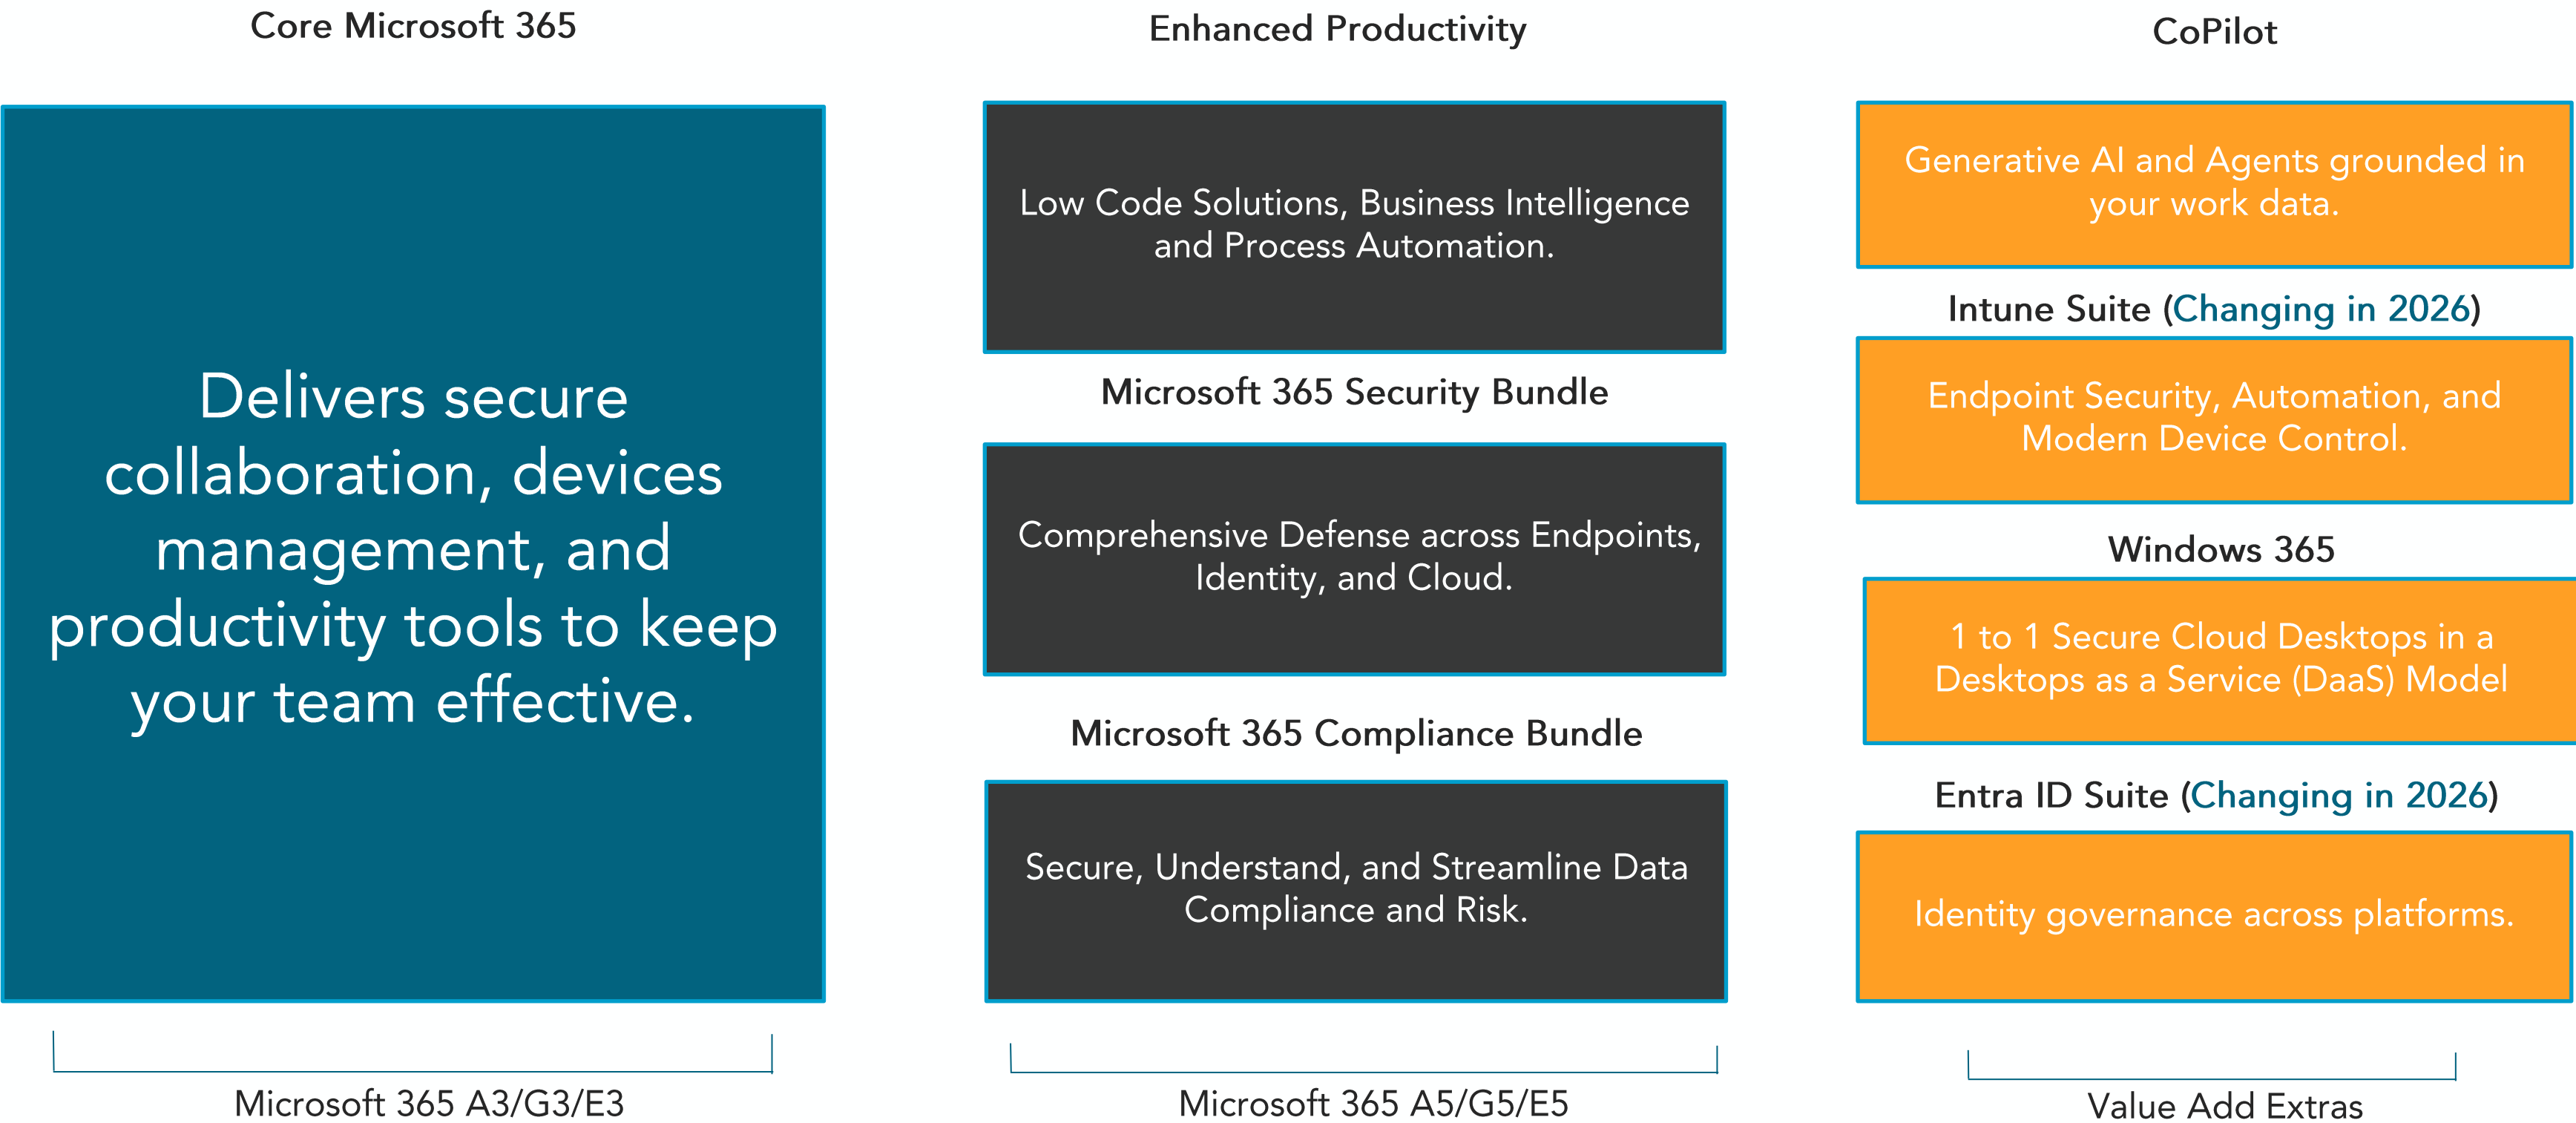 Core Microsoft 365
Delivers secure
collaboration, devices
management, and
productivity tools to keep
your team effective.
Microsoft 365 A3/G3/E3
Enhanced Productivity
Low Code Solutions, Business Intelligence
and Process Automation.
Microsoft 365 Security Bundle
Comprehensive Defense across Endpoints,
Identity, and Cloud.
Microsoft 365 Compliance Bundle
Secure, Understand, and Streamline Data
Compliance and Risk.
Microsoft 365 A5/G5/E5
CoPilot
Generative AI and Agents grounded in
your work data.
Intune Suite (Changing in 2026)
Endpoint Security, Automation, and
Modern Device Control.
Windows 365
1 to 1 Secure Cloud Desktops in a
Desktops as a Service (DaaS) Model
Entra ID Suite (Changing in 2026)
Identity governance across platforms.
Value Add Extras